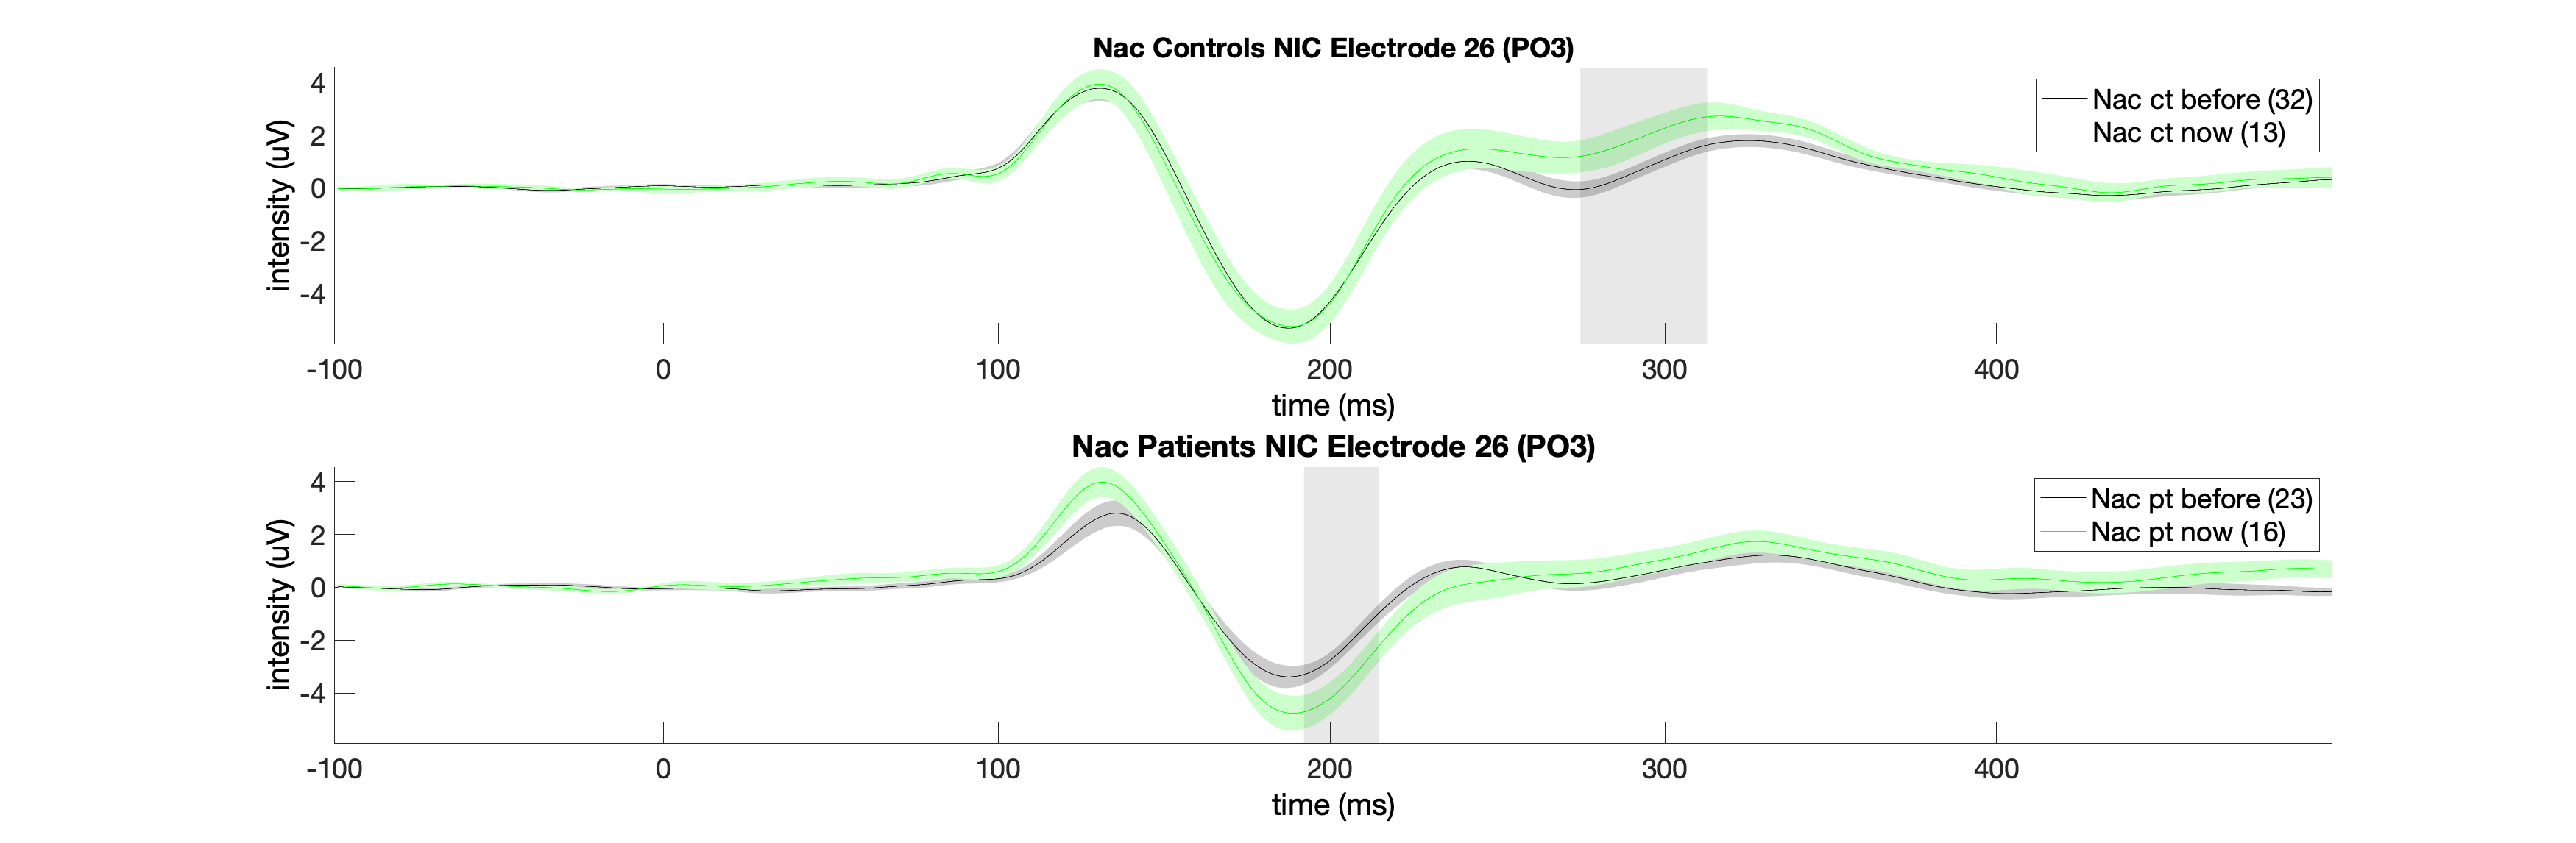 Nac Controls NIC Electrode 26 (PO3)
intensity (uV)
4
2
0
-2
-4
Nac ct before (32)
Nac ct now (13)
-100 0 100 200 300 400
time (ms)
Nac Patients NIC Electrode 26 (PO3)
intensity (uV)
4
2
0
-2
-4
Nac pt before (23)
Nac pt now (16)
-100 0 100 200 300 400
time (ms)